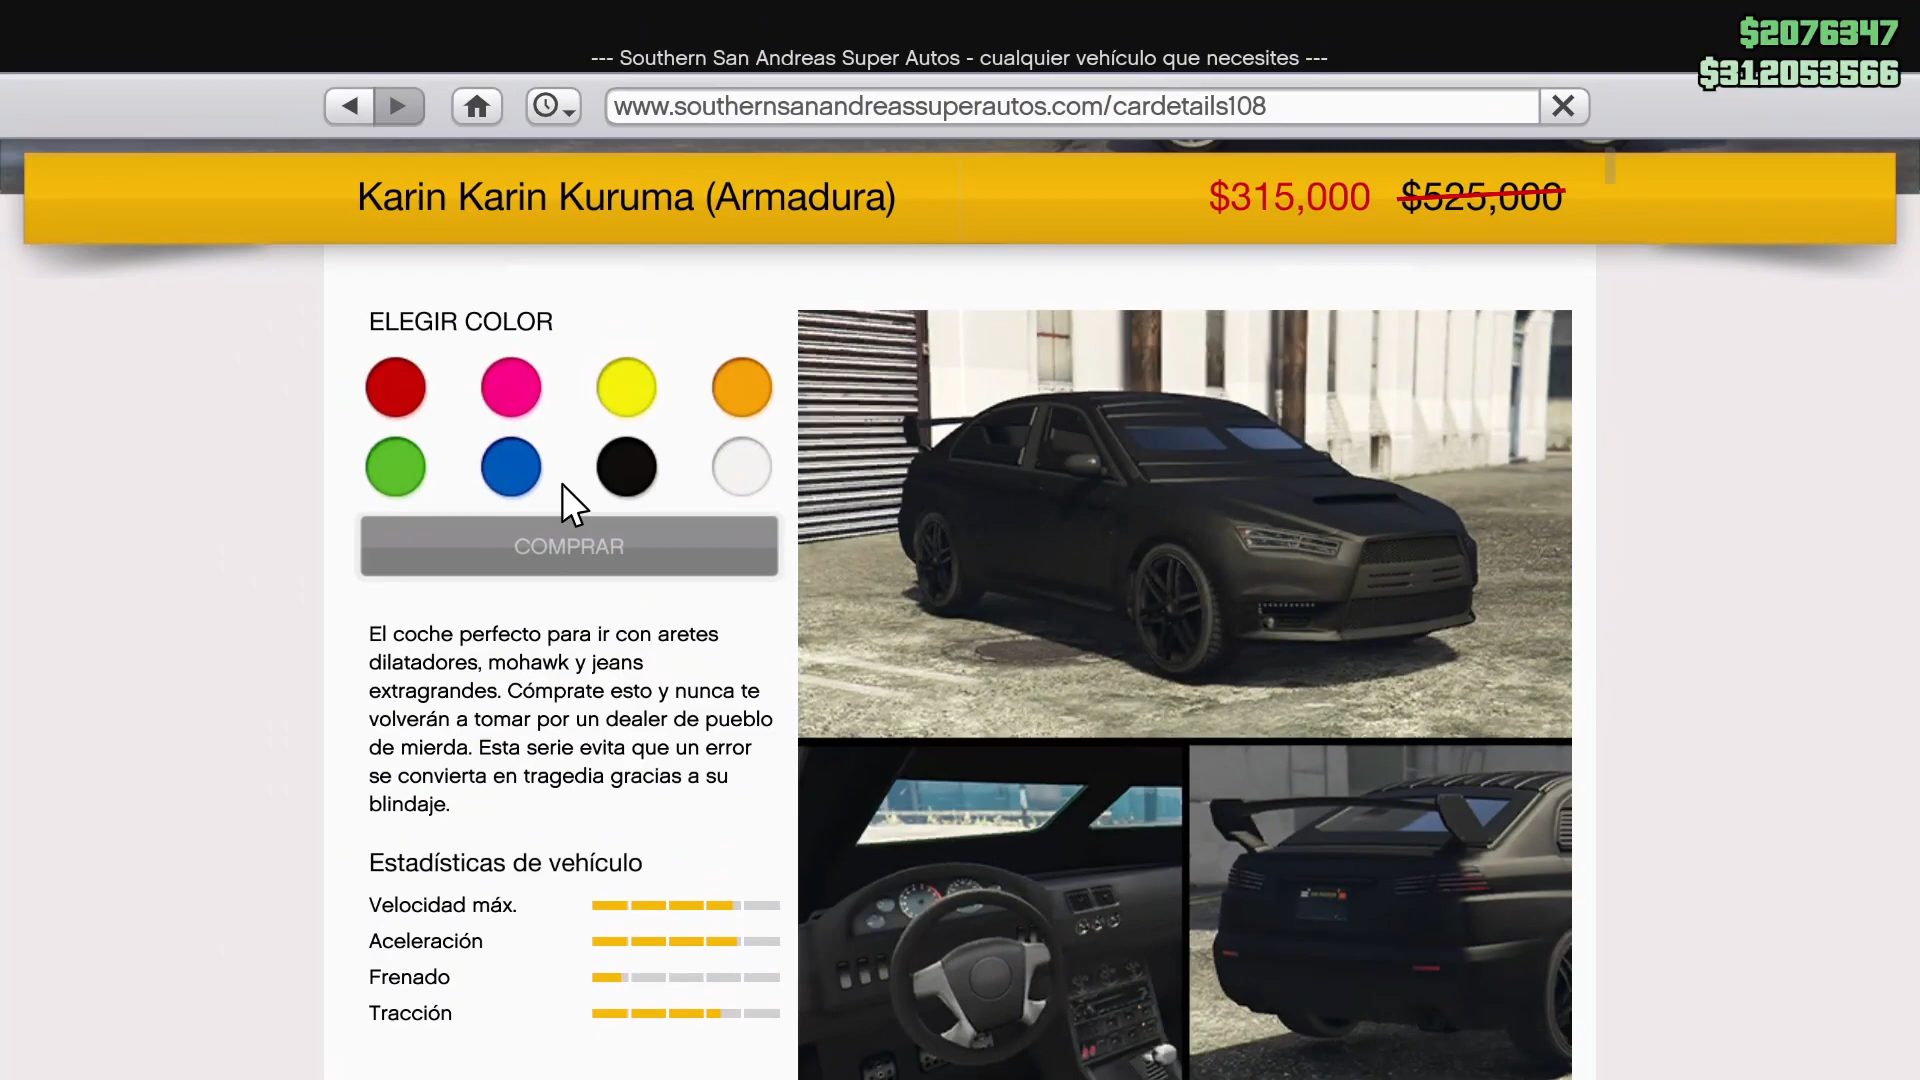 $2076347
--- Southern San Andreas Super Autos - cualquier vehículo que necesites ---
$312053566
www.southernsanandreassuperautos.com/cardetails108
Karin Karin Kuruma (Armadura)
$315,000 $525,000
ELEGIR COLOR
COMPRAR
El coche perfecto para ir con aretes
dilatadores, mohawk y jeans
extragrandes. Cómprate esto y nunca te
volverán a tomar por un dealer de pueblo
de mierda. Esta serie evita que un error
se convierta en tragedia gracias a su
blindaje.
Estadísticas de vehículo
Velocidad máx.
Aceleración
Frenado
Tracción